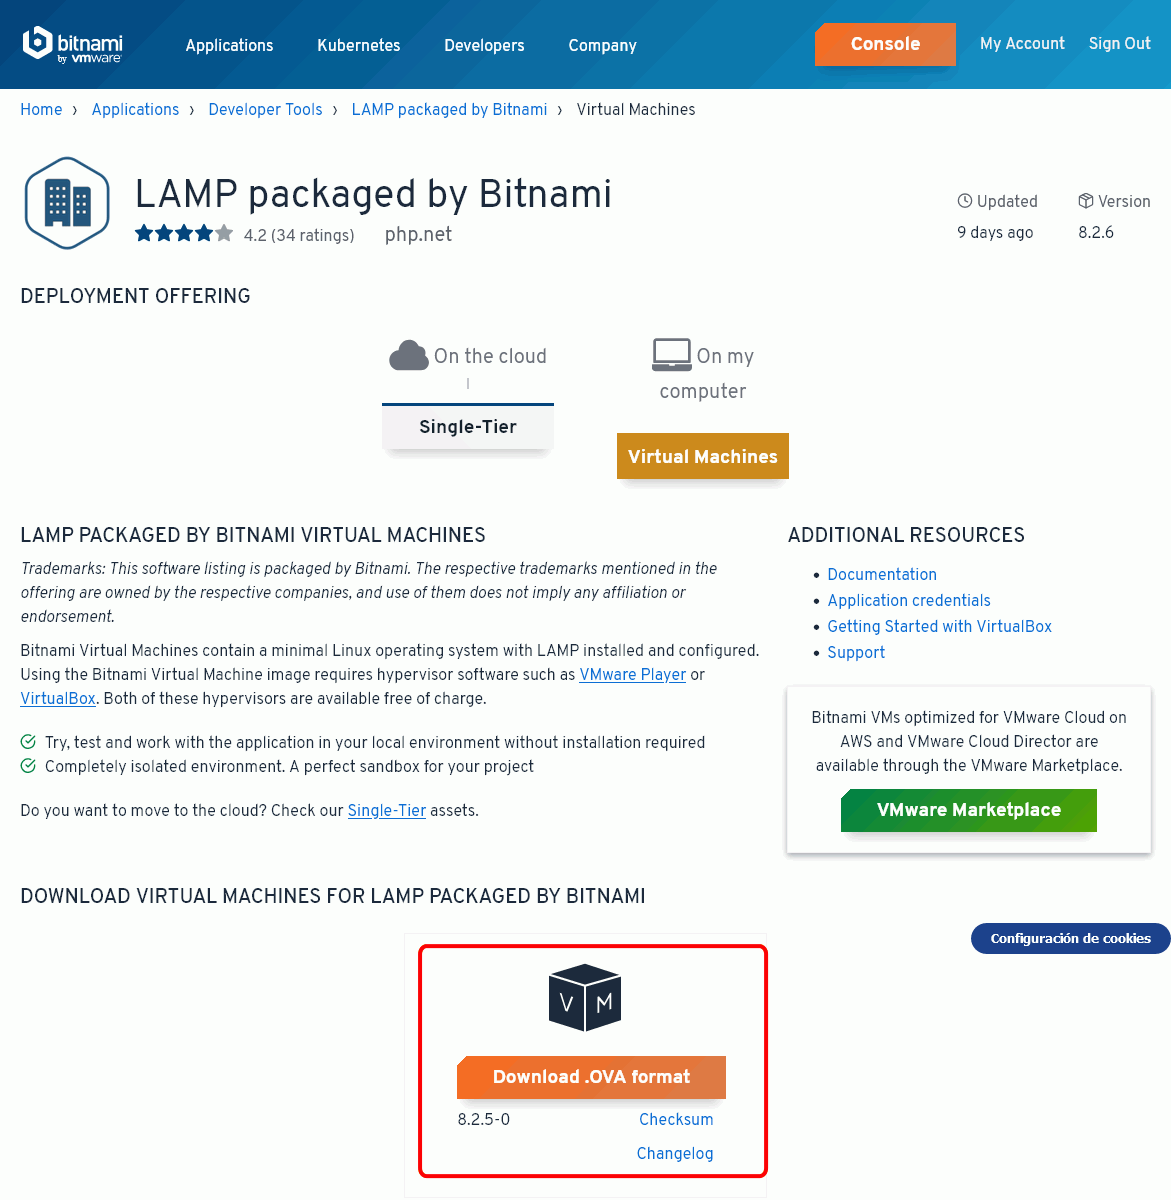 bitnami
by vmware
Applications
Kubernetes
Developers
Company
Console
My Account
Sign Out
Home › Applications › Developer Tools › LAMP packaged by Bitnami › Virtual Machines
LAMP packaged by Bitnami
4.2 (34 ratings)
php.net
Updated
9 days ago
Version
8.2.6
DEPLOYMENT OFFERING
On the cloud
Single-Tier
On my
computer
Virtual Machines
LAMP PACKAGED BY BITNAMI VIRTUAL MACHINES
Trademarks: This software listing is packaged by Bitnami. The respective trademarks mentioned in the
offering are owned by the respective companies, and use of them does not imply any affiliation or
endorsement.
Bitnami Virtual Machines contain a minimal Linux operating system with LAMP installed and configured.
Using the Bitnami Virtual Machine image requires hypervisor software such as VMware Player or
VirtualBox. Both of these hypervisors are available free of charge.
Try, test and work with the application in your local environment without installation required
Completely isolated environment. A perfect sandbox for your project
Do you want to move to the cloud? Check our Single-Tier assets.
ADDITIONAL RESOURCES
• Documentation
• Application credentials
• Getting Started with VirtualBox
• Support
Bitnami VMs optimized for VMware Cloud on
AWS and VMware Cloud Director are
available through the VMware Marketplace.
VMware Marketplace
DOWNLOAD VIRTUAL MACHINES FOR LAMP PACKAGED BY BITNAMI
Configuración de cookies
V M
Download .OVA format
8.2.5-0
Checksum
Changelog